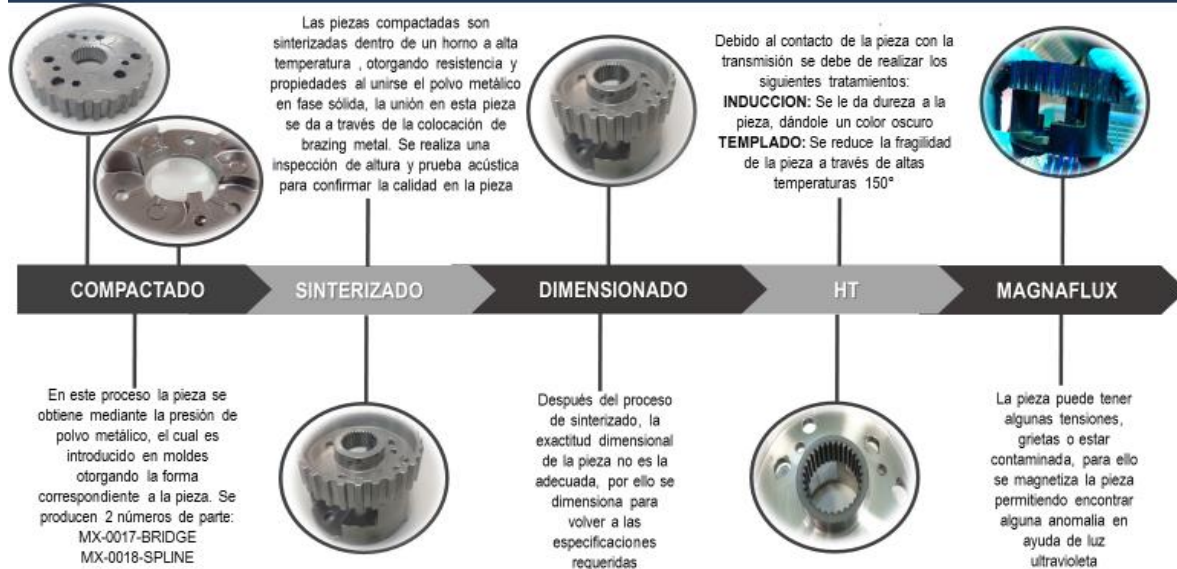 COMPACTADO
En este proceso la pieza se
obtiene mediante la presión de
polvo metálico, el cual es
introducido en moldes
otorgando la forma
correspondiente a la pieza. Se
producen 2 números de parte:
MX-0017-BRIDGE
MX-0018-SPLINE
Las piezas compactadas son
sinterizadas dentro de un horno a alta
temperatura , otorgando resistencia y
propiedades al unirse el polvo metálico
en fase sólida, la unión en esta pieza
se da a través de la colocación de
brazing metal. Se realiza una
inspección de altura y prueba acústica
para confirmar la calidad en la pieza
SINTERIZADO
DIMENSIONADO
Después del proceso
de sinterizado, la
exactitud dimensional
de la pieza no es la
adecuada, por ello se
dimensiona para
volver a las
especificaciones
requeridas
Debido al contacto de la pieza con la
transmisión se debe de realizar los
siguientes tratamientos:
INDUCCION: Se le da dureza a la
pieza, dándole un color oscuro
TEMPLADO: Se reduce la fragilidad
de la pieza a través de altas
temperaturas 150°
HT
MAGNAFLUX
La pieza puede tener
algunas tensiones,
grietas o estar
contaminada, para ello
se magnetiza la pieza
permitiendo encontrar
alguna anomalia en
ayuda de luz
ultravioleta